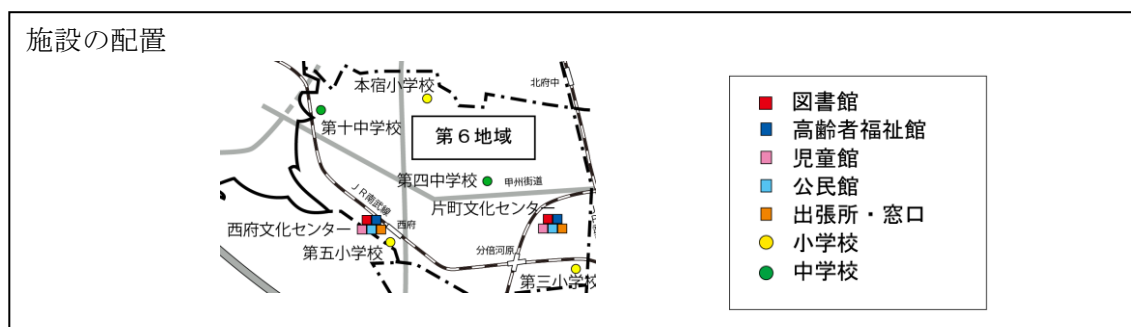 施設の配置
本宿小学校
北府中
第十中学校
第6地域
第四中学校
甲州街道
JR南武線
片町文化センター
西府文化センター
西府
第五小学校
分倍河原
第三小学校
図書館
高齢者福祉館
児童館
公民館
出張所・窓口
小学校
中学校